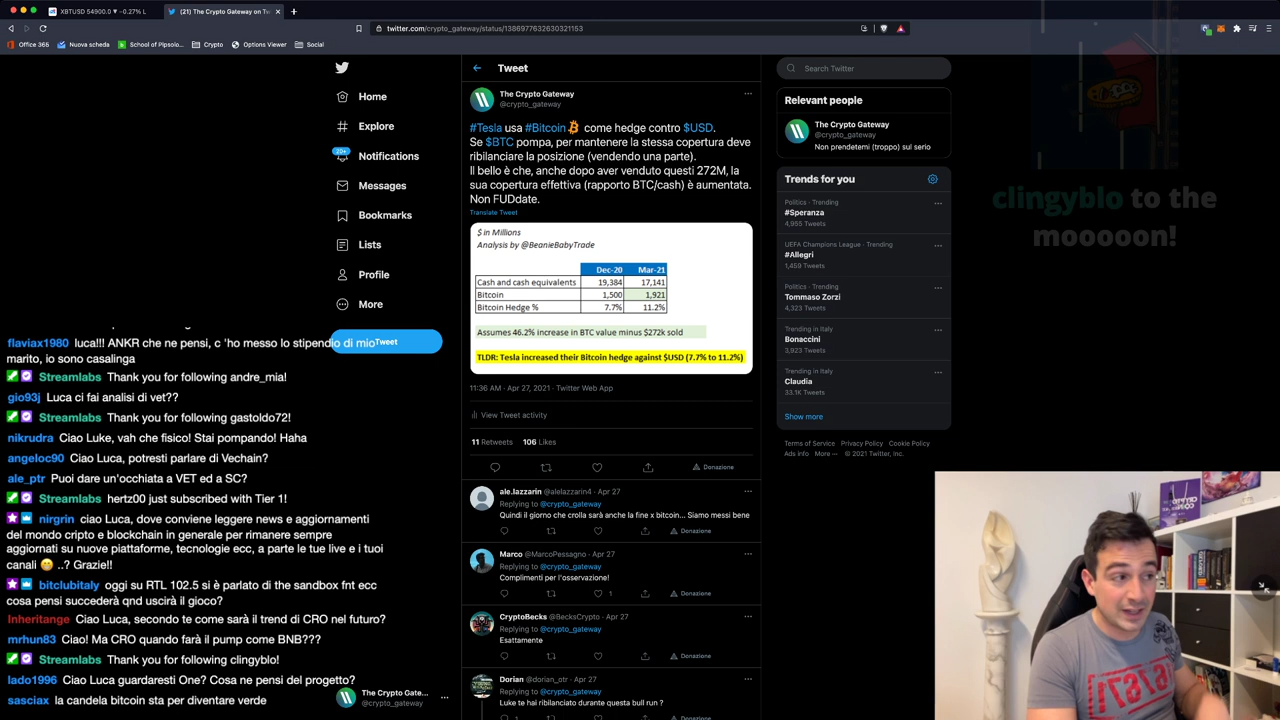 XBTUSD 54900.0 ▼ −0.27% L
(21) The Crypto Gateway on Tw
twitter.com/crypto_gateway/status/1386977632630321153
Office 365
Nuova scheda
School of Pipsolo...
Crypto
Options Viewer
Social
Home
Explore
20+
Notifications
Messages
Bookmarks
Lists
Profile
More
Tweet
flaviax1980 luca!!! ANKR che ne pensi, c 'ho messo lo stipendio di mio
marito, io sono casalinga
Streamlabs Thank you for following andre_mia!
gio93j Luca ci fai analisi di vet??
Streamlabs Thank you for following gastoldo72!
nikrudra Ciao Luke, vah che fisico! Stai pompando! Haha
angeloc90 Ciao Luca, potresti parlare di Vechain?
ale_ptr Puoi dare un'occhiata a VET ed a SC?
Streamlabs hertz00 just subscribed with Tier 1!
nirgrin ciao Luca, dove conviene leggere news e aggiornamenti
del mondo cripto e blockchain in generale per rimanere sempre
aggiornati su nuove piattaforme, tecnologie ecc, a parte le tue live e i tuoi
canali 😬 ..? Grazie!!
bitclubitaly oggi su RTL 102.5 si è parlato di the sandbox fnt ecc
cosa pensi succederà qnd uscirà il gioco?
Inheritange Ciao Luca, secondo te come sarà il trend di CRO nel futuro?
mrhun83 Ciao! Ma CRO quando farà il pump come BNB???
Streamlabs Thank you for following clingyblo!
lado1996 Ciao Luca guardaresti One? Cosa ne pensi del progetto?
sasciax la candela bitcoin sta per diventare verde
The Crypto Gate...
@crypto_gateway
Tweet
The Crypto Gateway
@crypto_gateway
#Tesla usa #Bitcoin come hedge contro $USD.
Se $BTC pompa, per mantenere la stessa copertura deve
ribilanciare la posizione (vendendo una parte).
Il bello è che, anche dopo aver venduto questi 272M, la
sua copertura effettiva (rapporto BTC/cash) è aumentata.
Non FUDdate.
Translate Tweet
$ in Millions
Analysis by @BeanieBabyTrade
Dec-20 Mar-21
Cash and cash equivalents 19,384 17,141
Bitcoin 1,500 1,921
Bitcoin Hedge % 7.7% 11.2%
Assumes 46.2% increase in BTC value minus $272k sold
TLDR: Tesla increased their Bitcoin hedge against $USD (7.7% to 11.2%)
11:36 AM · Apr 27, 2021 · Twitter Web App
View Tweet activity
11 Retweets 106 Likes
Donazione
ale.lazzarin @alelazzarin4 · Apr 27
Replying to @crypto_gateway
Quindi il giorno che crolla sarà anche la fine x bitcoin... Siamo messi bene
Donazione
Marco @MarcoPessagno · Apr 27
Replying to @crypto_gateway
Complimenti per l'osservazione!
1
Donazione
CryptoBecks @BecksCrypto · Apr 27
Replying to @crypto_gateway
Esattamente
Donazione
Dorian @dorian_otr · Apr 27
Replying to @crypto_gateway
Luke te hai ribilanciato durante questa bull run ?
1
Donazione
Search Twitter
Relevant people
The Crypto Gateway
@crypto_gateway
Non prendetemi (troppo) sul serio
Trends for you
Politics · Trending
#Speranza
4,955 Tweets
UEFA Champions League · Trending
#Allegri
1,459 Tweets
Politics · Trending
Tommaso Zorzi
4,323 Tweets
Trending in Italy
Bonaccini
3,923 Tweets
Trending in Italy
Claudia
33.1K Tweets
Show more
Terms of Service Privacy Policy Cookie Policy
Ads info More ··· © 2021 Twitter, Inc.
clingyblo to the
mooooon!